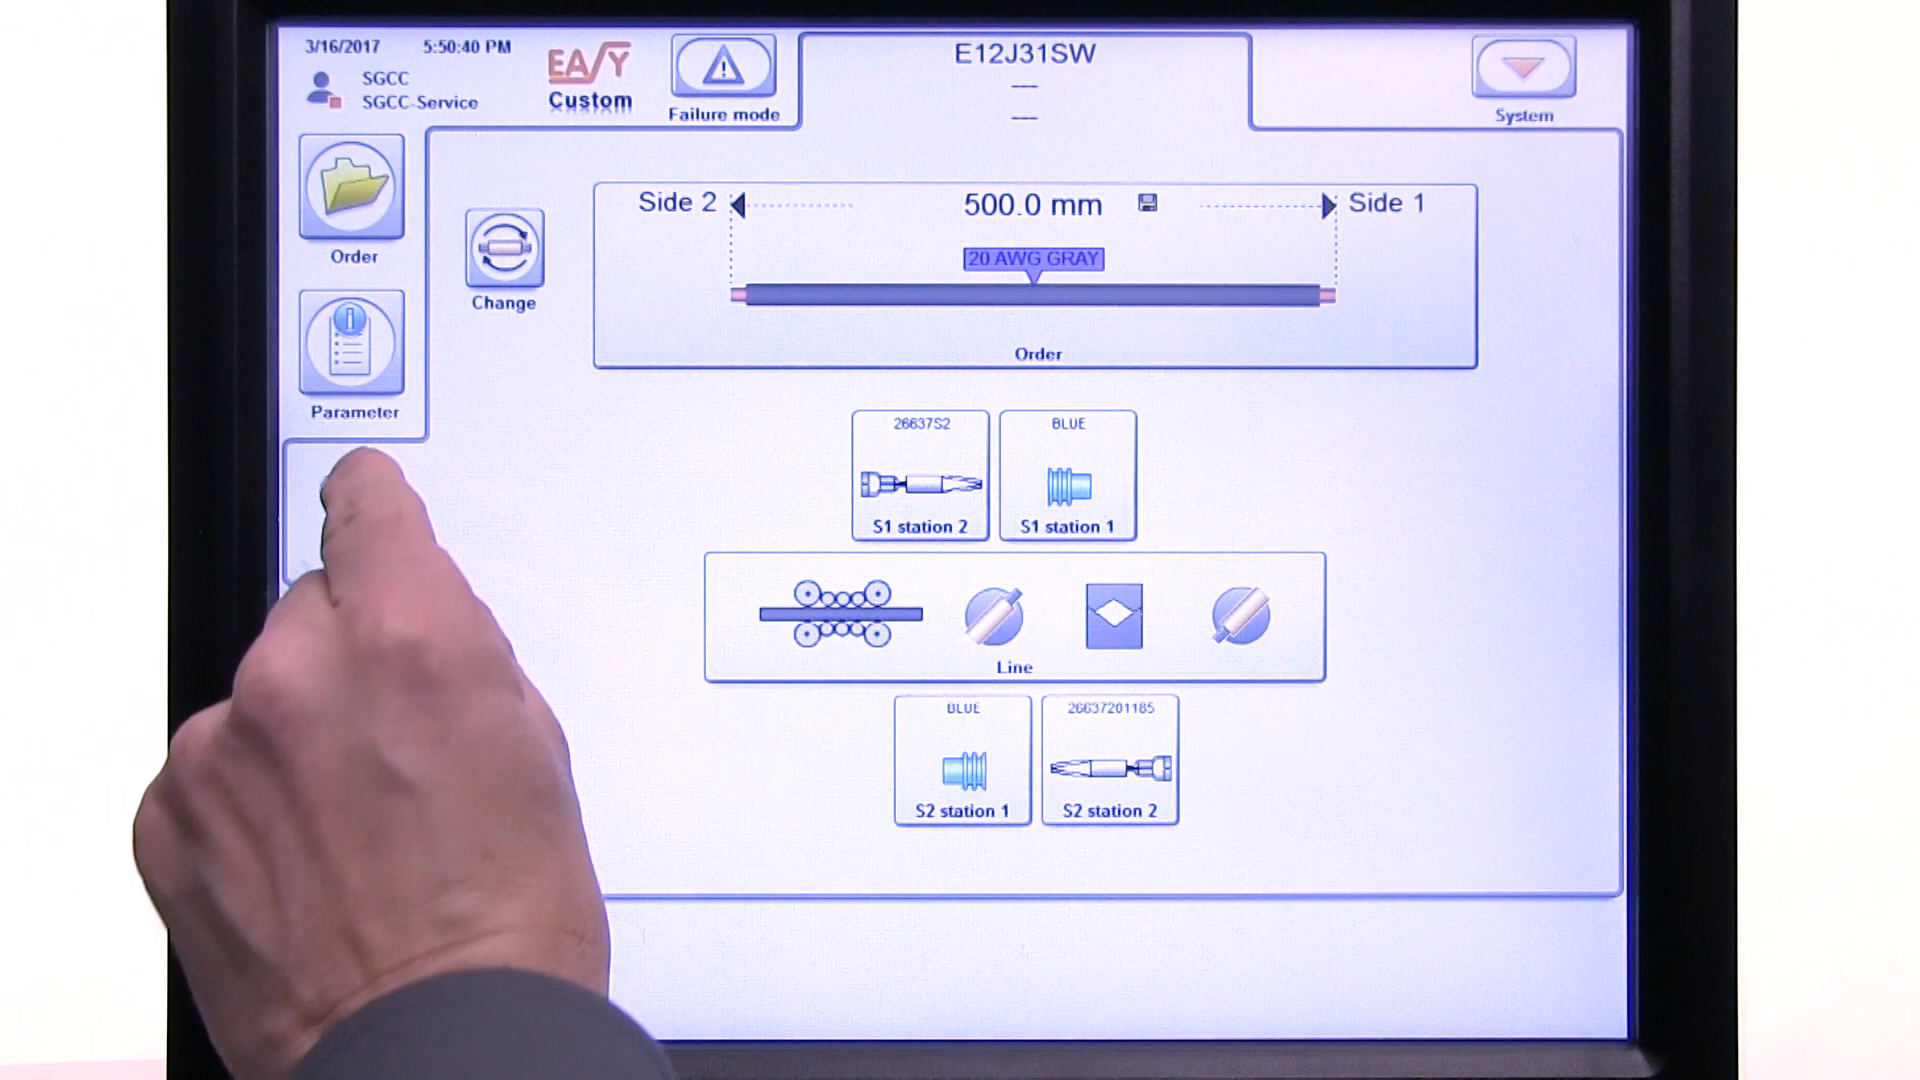 3/16/2017 5:50:40 PM
SGCC
SGCC-Service
EASY
Custom
Failure mode
E12J31SW
---
---
System
Order
Parameter
Change
Side 2 500.0 mm Side 1
20 AWG GRAY
Order
26637S2
S1 station 2
BLUE
S1 station 1
Line
BLUE
S2 station 1
26637201185
S2 station 2